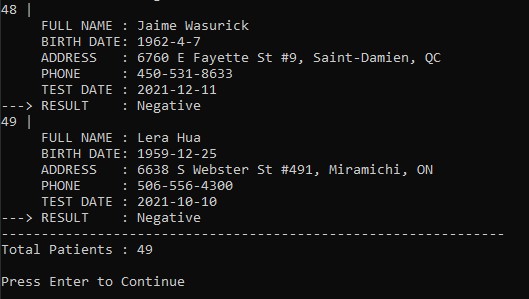 48 |
FULL NAME : Jaime Wasurick
BIRTH DATE: 1962-4-7
ADDRESS : 6760 E Fayette St #9, Saint-Damien, QC
PHONE : 450-531-8633
TEST DATE : 2021-12-11
---> RESULT : Negative
49 |
FULL NAME : Lera Hua
BIRTH DATE: 1959-12-25
ADDRESS : 6638 S Webster St #491, Miramichi, ON
PHONE : 506-556-4300
TEST DATE : 2021-10-10
---> RESULT : Negative
---------------------------------------------------------------
Total Patients : 49
Press Enter to Continue